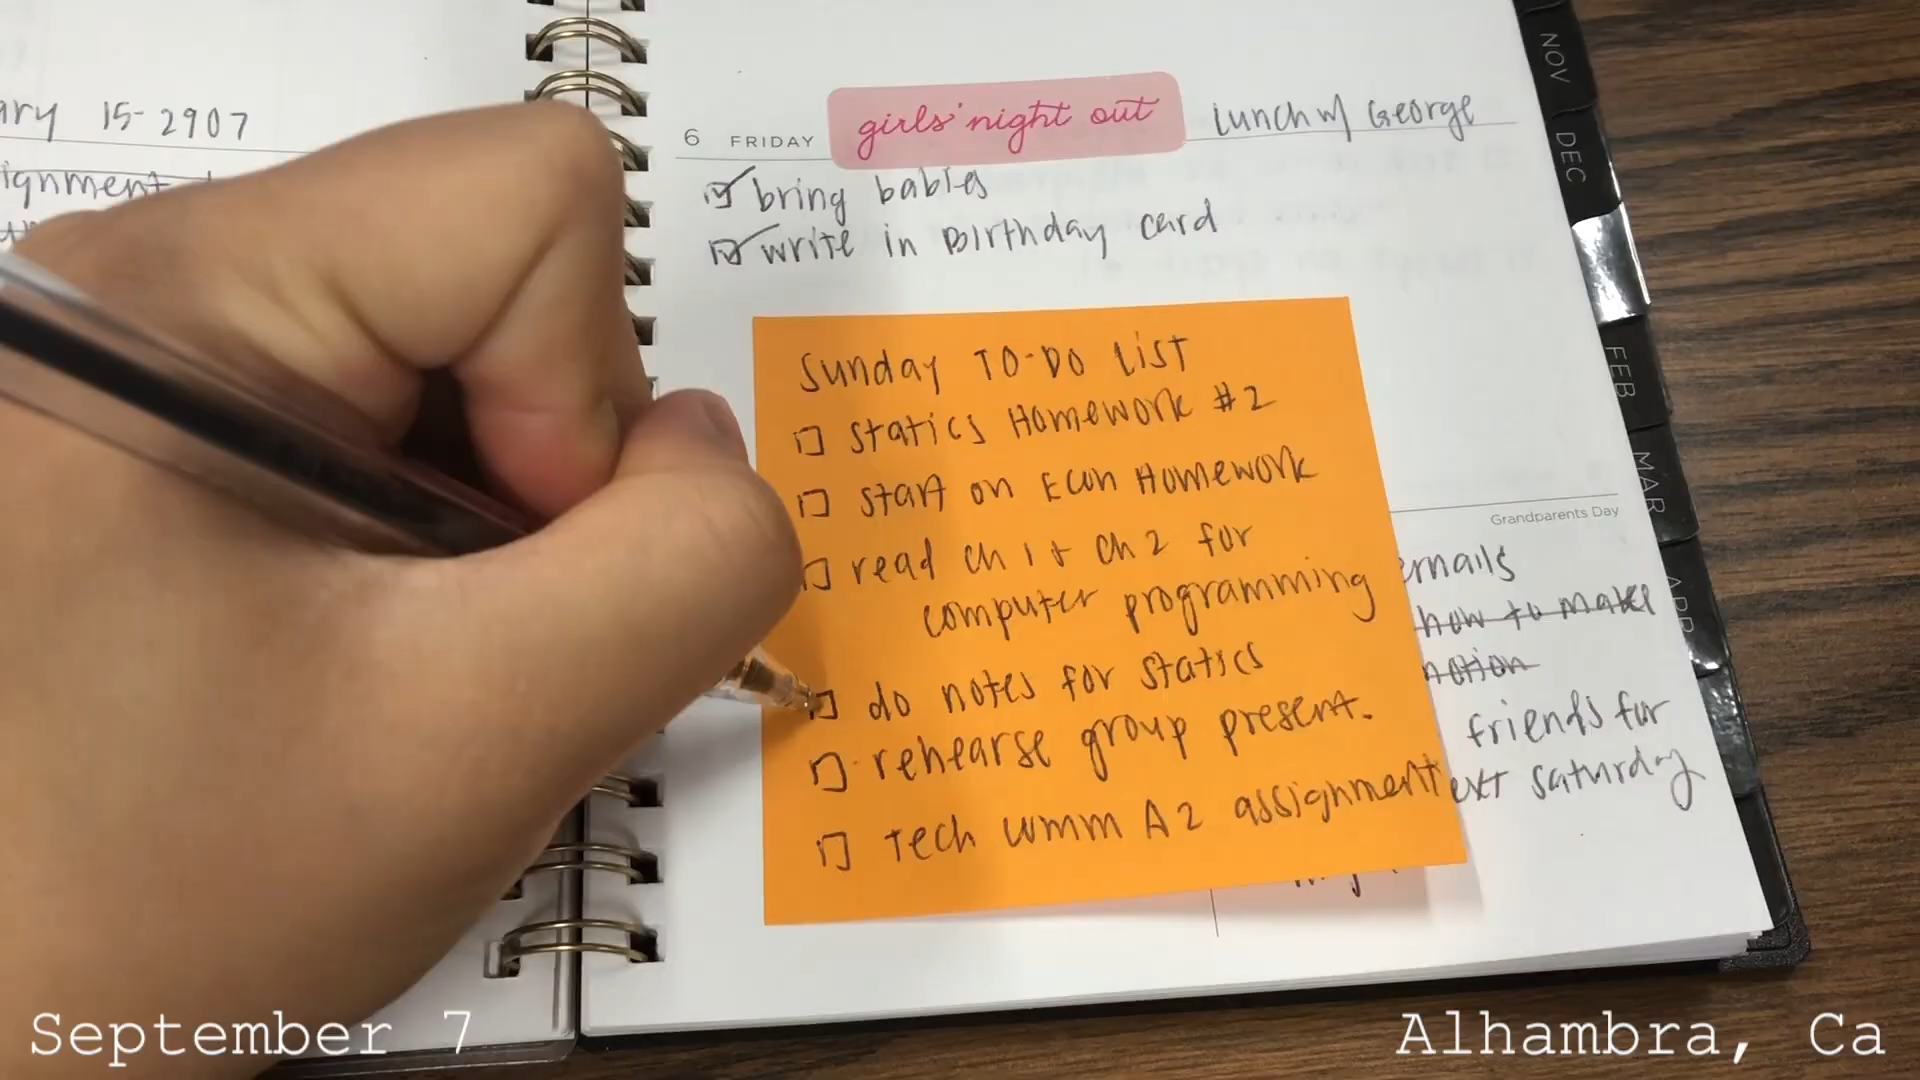 15-2907
6 FRIDAY girls' night out Lunch w/ George
bring babies
write in Birthday card
Sunday TO-DO LIST
Statics Homework #2
Start on Econ Homework
read ch 1 + ch 2 for
computer programming
do notes for statics
rehearse group present.
Tech Wmm A2 assignment
Grandparents Day
emails
how to make
notion
friends for
ext Saturday
NOV
DEC
FEB
MAR
APR
September 7
Alhambra, Ca